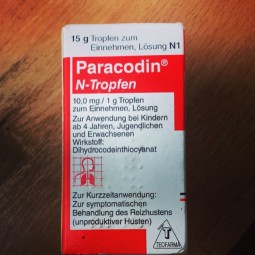 15 g Tropfen zum
Einnehmen, Lösung N1
Paracodin®
N-Tropfen
10,0 mg / 1 g Tropfen
zum Einnehmen, Lösung
Zur Anwendung bei Kindern
ab 4 Jahren, Jugendlichen
und Erwachsenen
Wirkstoff:
Dihydrocodeinthiocyanat
Zur Kurzzeitanwendung:
Zur symptomatischen
Behandlung des Reizhustens
(unproduktiver Husten)
TEOFARMA